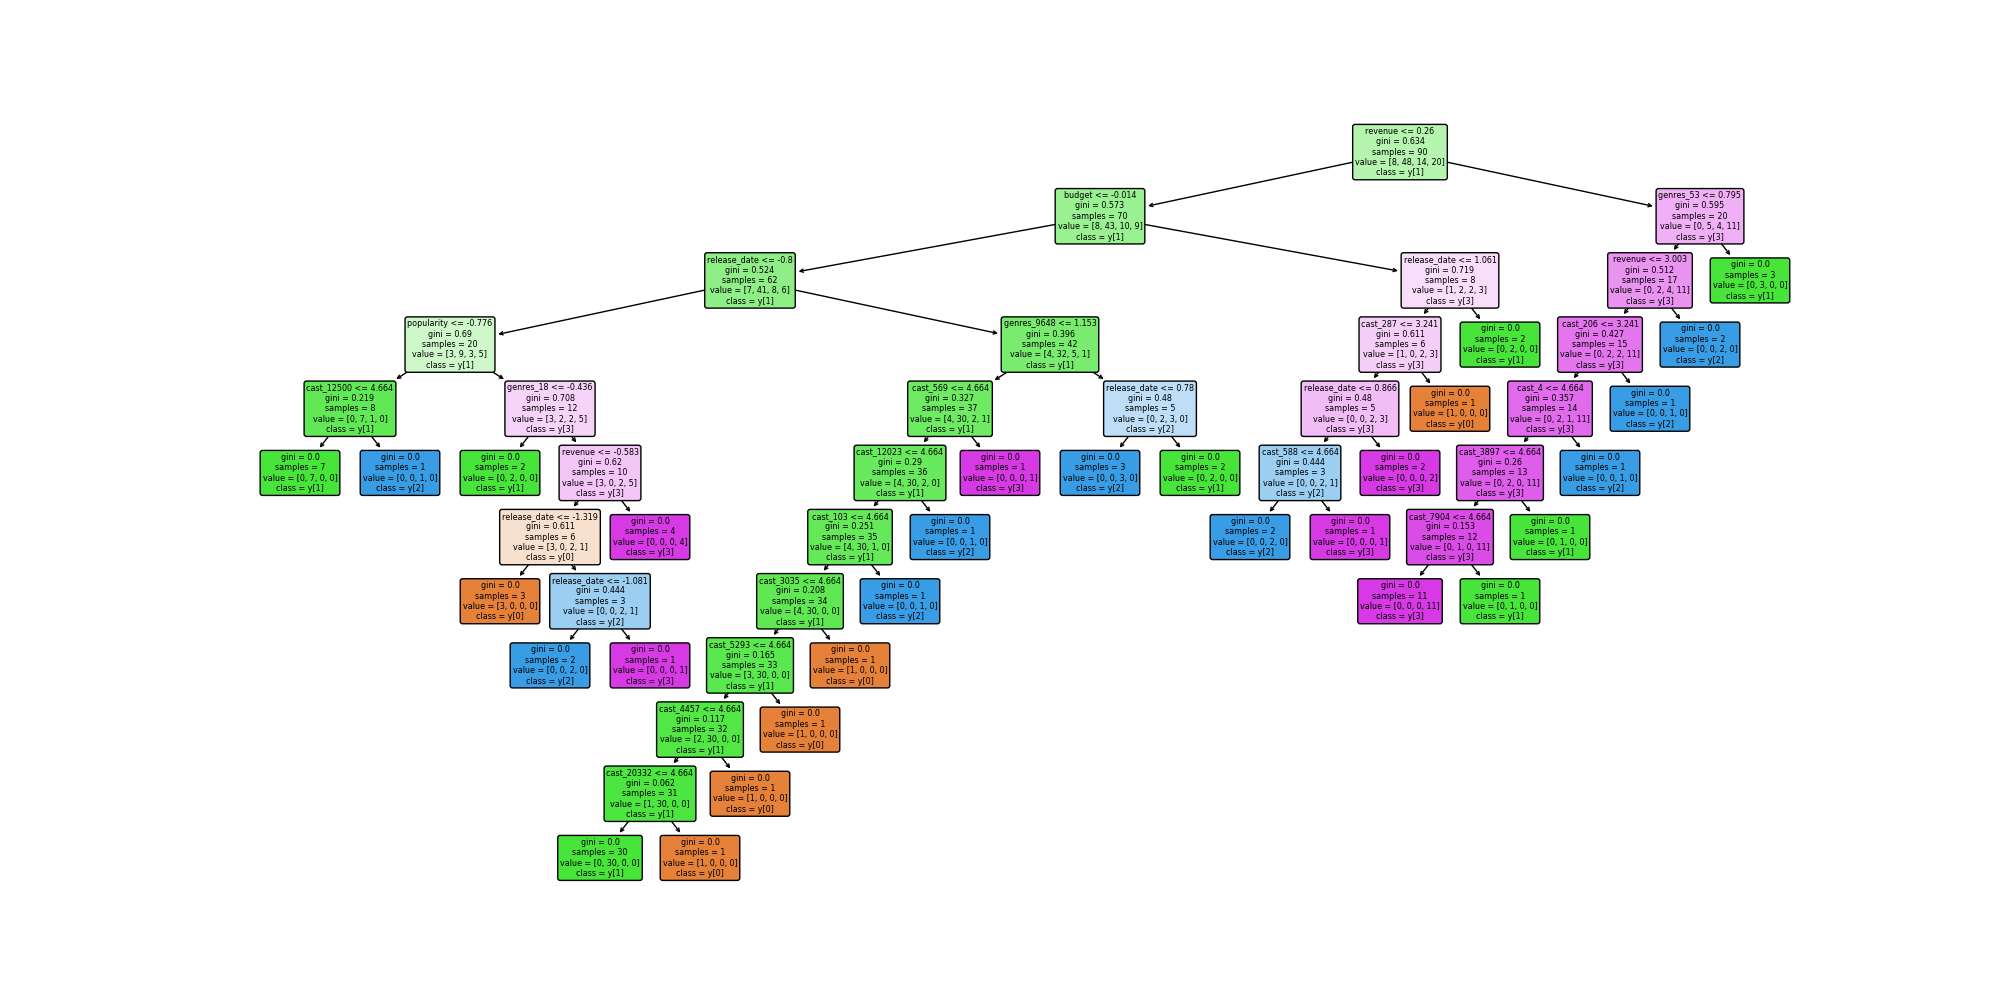 revenue <= 0.26
gini = 0.634
samples = 90
value = [8, 48, 14, 20]
class = y[1]
budget <= -0.014
gini = 0.573
samples = 70
value = [8, 43, 10, 9]
class = y[1]
genres_53 <= 0.795
gini = 0.595
samples = 20
value = [0, 5, 4, 11]
class = y[3]
release_date <= -0.8
gini = 0.524
samples = 62
value = [7, 41, 8, 6]
class = y[1]
release_date <= 1.061
gini = 0.719
samples = 8
value = [1, 2, 2, 3]
class = y[3]
revenue <= 3.003
gini = 0.512
samples = 17
value = [0, 2, 4, 11]
class = y[3]
gini = 0.0
samples = 3
value = [0, 3, 0, 0]
class = y[1]
popularity <= -0.776
gini = 0.69
samples = 20
value = [3, 9, 3, 5]
class = y[1]
genres_9648 <= 1.153
gini = 0.396
samples = 42
value = [4, 32, 5, 1]
class = y[1]
cast_287 <= 3.241
gini = 0.611
samples = 6
value = [1, 0, 2, 3]
class = y[3]
gini = 0.0
samples = 2
value = [0, 2, 0, 0]
class = y[1]
cast_206 <= 3.241
gini = 0.427
samples = 15
value = [0, 2, 2, 11]
class = y[3]
gini = 0.0
samples = 2
value = [0, 0, 2, 0]
class = y[2]
cast_12500 <= 4.664
gini = 0.219
samples = 8
value = [0, 7, 1, 0]
class = y[1]
genres_18 <= -0.436
gini = 0.708
samples = 12
value = [3, 2, 2, 5]
class = y[3]
cast_569 <= 4.664
gini = 0.327
samples = 37
value = [4, 30, 2, 1]
class = y[1]
release_date <= 0.78
gini = 0.48
samples = 5
value = [0, 2, 3, 0]
class = y[2]
release_date <= 0.866
gini = 0.48
samples = 5
value = [0, 0, 2, 3]
class = y[3]
gini = 0.0
samples = 1
value = [1, 0, 0, 0]
class = y[0]
cast_4 <= 4.664
gini = 0.357
samples = 14
value = [0, 2, 1, 11]
class = y[3]
gini = 0.0
samples = 1
value = [0, 0, 1, 0]
class = y[2]
gini = 0.0
samples = 7
value = [0, 7, 0, 0]
class = y[1]
gini = 0.0
samples = 1
value = [0, 0, 1, 0]
class = y[2]
gini = 0.0
samples = 2
value = [0, 2, 0, 0]
class = y[1]
revenue <= -0.583
gini = 0.62
samples = 10
value = [3, 0, 2, 5]
class = y[3]
cast_12023 <= 4.664
gini = 0.29
samples = 36
value = [4, 30, 2, 0]
class = y[1]
gini = 0.0
samples = 1
value = [0, 0, 0, 1]
class = y[3]
gini = 0.0
samples = 3
value = [0, 0, 3, 0]
class = y[2]
gini = 0.0
samples = 2
value = [0, 2, 0, 0]
class = y[1]
cast_588 <= 4.664
gini = 0.444
samples = 3
value = [0, 0, 2, 1]
class = y[2]
gini = 0.0
samples = 2
value = [0, 0, 0, 2]
class = y[3]
cast_3897 <= 4.664
gini = 0.26
samples = 13
value = [0, 2, 0, 11]
class = y[3]
gini = 0.0
samples = 1
value = [0, 0, 1, 0]
class = y[2]
release_date <= -1.319
gini = 0.611
samples = 6
value = [3, 0, 2, 1]
class = y[0]
gini = 0.0
samples = 4
value = [0, 0, 0, 4]
class = y[3]
cast_103 <= 4.664
gini = 0.251
samples = 35
value = [4, 30, 1, 0]
class = y[1]
gini = 0.0
samples = 1
value = [0, 0, 1, 0]
class = y[2]
gini = 0.0
samples = 2
value = [0, 0, 2, 0]
class = y[2]
gini = 0.0
samples = 1
value = [0, 0, 0, 1]
class = y[3]
cast_7904 <= 4.664
gini = 0.153
samples = 12
value = [0, 1, 0, 11]
class = y[3]
gini = 0.0
samples = 1
value = [0, 1, 0, 0]
class = y[1]
gini = 0.0
samples = 3
value = [3, 0, 0, 0]
class = y[0]
release_date <= -1.081
gini = 0.444
samples = 3
value = [0, 0, 2, 1]
class = y[2]
cast_3035 <= 4.664
gini = 0.208
samples = 34
value = [4, 30, 0, 0]
class = y[1]
gini = 0.0
samples = 1
value = [0, 0, 1, 0]
class = y[2]
gini = 0.0
samples = 11
value = [0, 0, 0, 11]
class = y[3]
gini = 0.0
samples = 1
value = [0, 1, 0, 0]
class = y[1]
gini = 0.0
samples = 2
value = [0, 0, 2, 0]
class = y[2]
gini = 0.0
samples = 1
value = [0, 0, 0, 1]
class = y[3]
cast_5293 <= 4.664
gini = 0.165
samples = 33
value = [3, 30, 0, 0]
class = y[1]
gini = 0.0
samples = 1
value = [1, 0, 0, 0]
class = y[0]
cast_4457 <= 4.664
gini = 0.117
samples = 32
value = [2, 30, 0, 0]
class = y[1]
gini = 0.0
samples = 1
value = [1, 0, 0, 0]
class = y[0]
cast_20332 <= 4.664
gini = 0.062
samples = 31
value = [1, 30, 0, 0]
class = y[1]
gini = 0.0
samples = 1
value = [1, 0, 0, 0]
class = y[0]
gini = 0.0
samples = 30
value = [0, 30, 0, 0]
class = y[1]
gini = 0.0
samples = 1
value = [1, 0, 0, 0]
class = y[0]